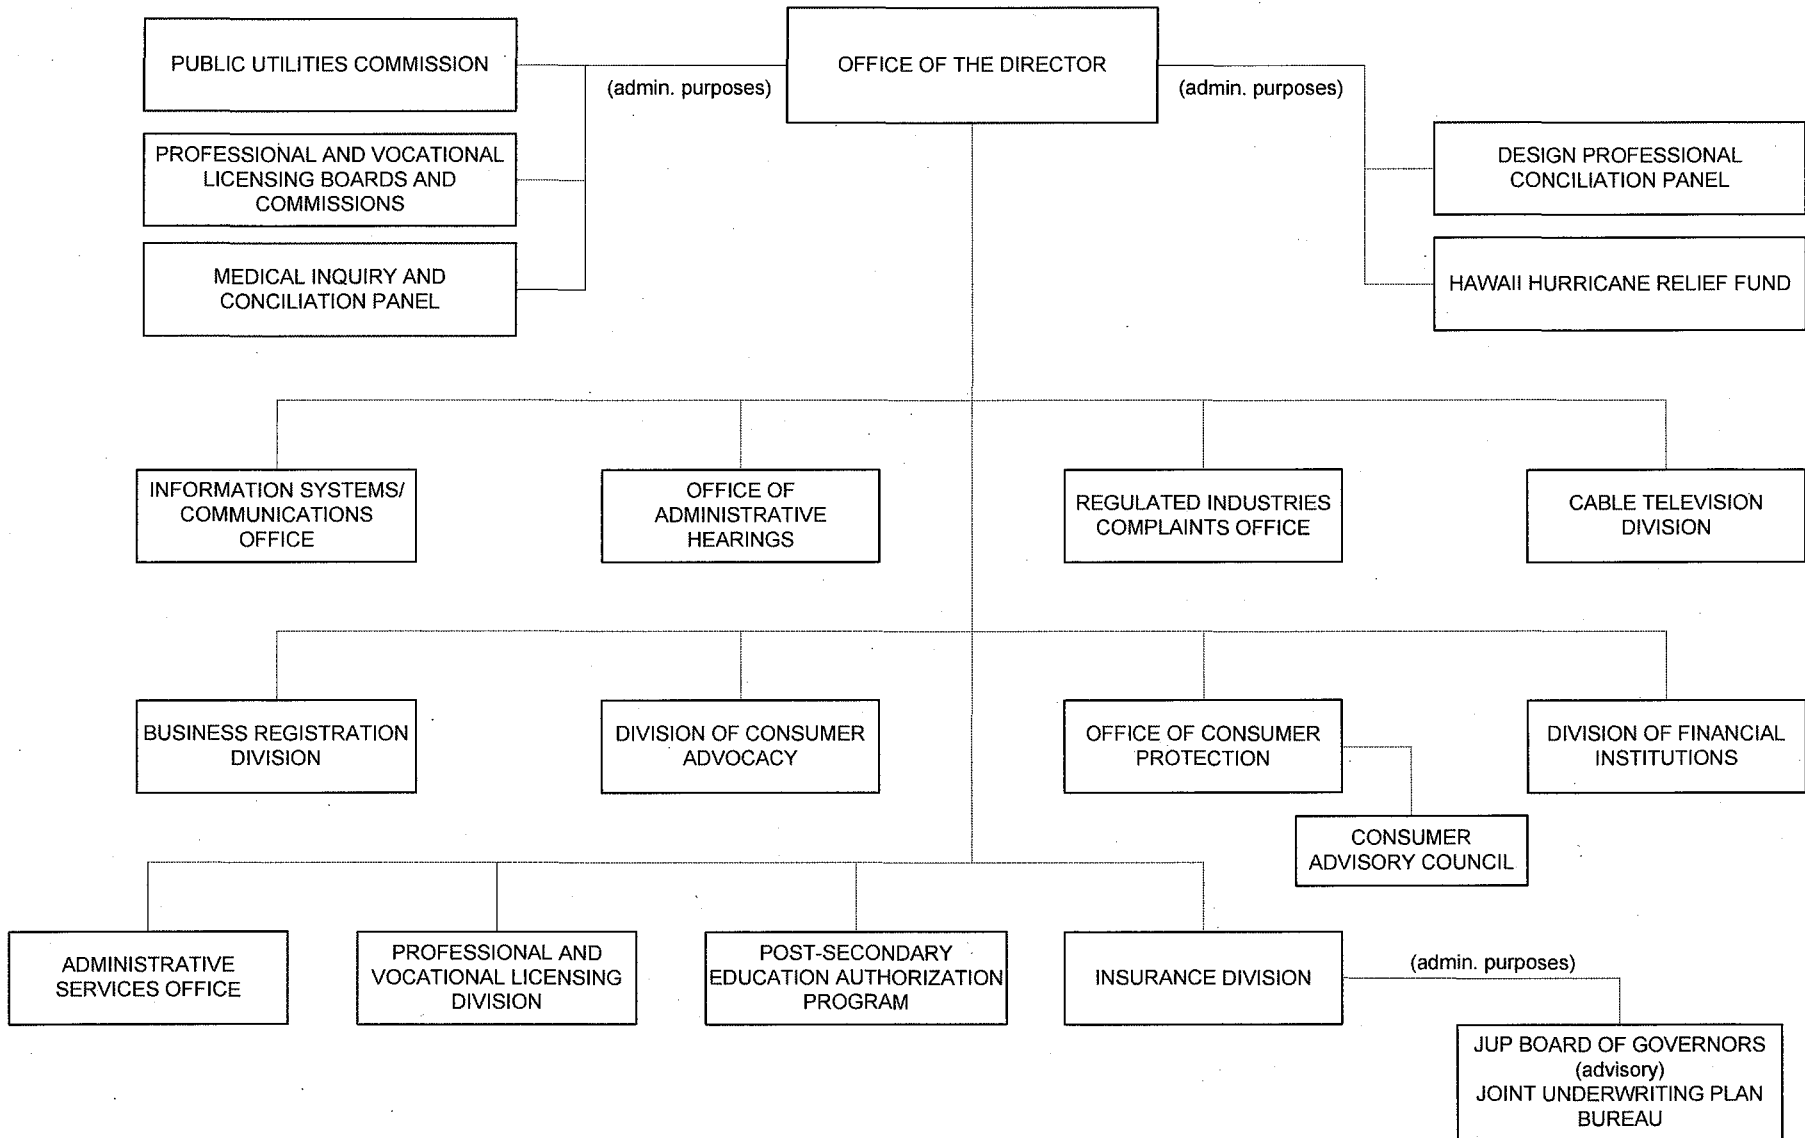 PUBLIC UTILITIES COMMISSION
OFFICE OF THE DIRECTOR
(admin. purposes)
(admin. purposes)
PROFESSIONAL AND VOCATIONAL
LICENSING BOARDS AND
COMMISSIONS
DESIGN PROFESSIONAL
CONCILIATION PANEL
MEDICAL INQUIRY AND
CONCILIATION PANEL
HAWAII HURRICANE RELIEF FUND
INFORMATION SYSTEMS/
COMMUNICATIONS
OFFICE
OFFICE OF
ADMINISTRATIVE
HEARINGS
REGULATED INDUSTRIES
COMPLAINTS OFFICE
CABLE TELEVISION
DIVISION
BUSINESS REGISTRATION
DIVISION
DIVISION OF CONSUMER
ADVOCACY
OFFICE OF CONSUMER
PROTECTION
DIVISION OF FINANCIAL
INSTITUTIONS
CONSUMER
ADVISORY COUNCIL
ADMINISTRATIVE
SERVICES OFFICE
PROFESSIONAL AND
VOCATIONAL LICENSING
DIVISION
POST-SECONDARY
EDUCATION AUTHORIZATION
PROGRAM
INSURANCE DIVISION
(admin. purposes)
JUP BOARD OF GOVERNORS
(advisory)
JOINT UNDERWRITING PLAN
BUREAU